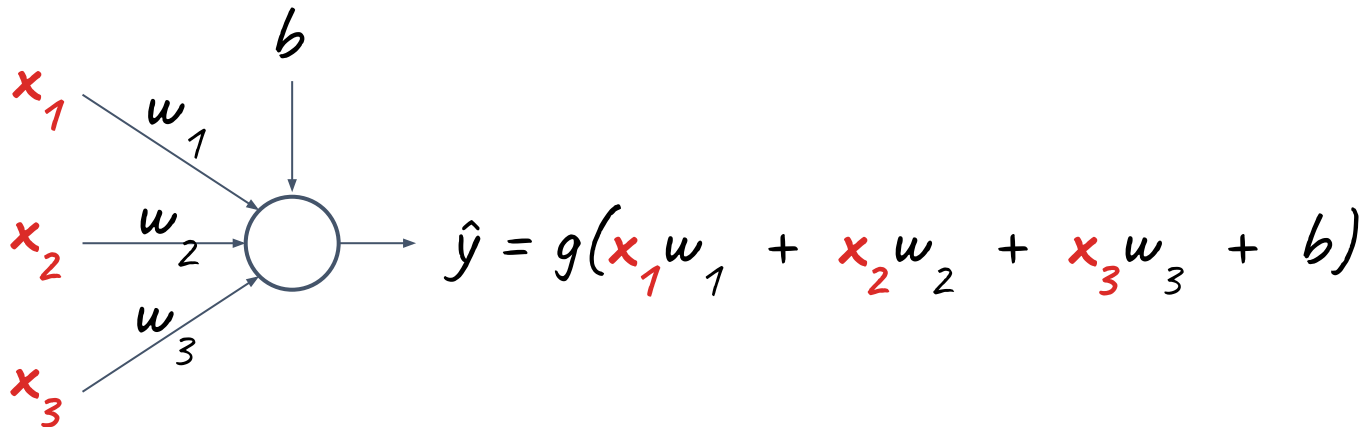 b
x₁
w₁
w₂
x₂
ŷ = g(x₁w₁ + x₂w₂ + x₃w₃ + b)
w₃
x₃